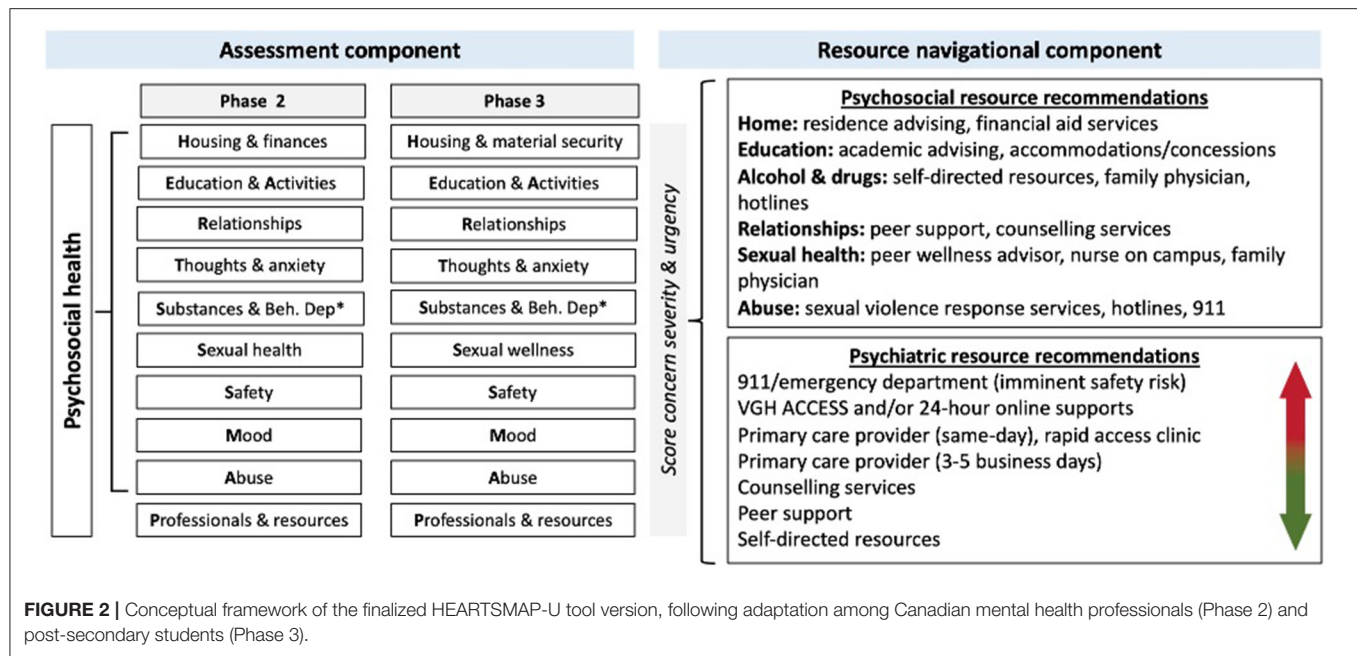 Assessment component
Resource navigational component
Phase 2
Phase 3
Psychosocial health
Housing & finances
Education & Activities
Relationships
Thoughts & anxiety
Substances & Beh. Dep*
Sexual health
Safety
Mood
Abuse
Professionals & resources
Housing & material security
Education & Activities
Relationships
Thoughts & anxiety
Substances & Beh. Dep*
Sexual wellness
Safety
Mood
Abuse
Professionals & resources
Score concern severity & urgency
Psychosocial resource recommendations
Home: residence advising, financial aid services
Education: academic advising, accommodations/concessions
Alcohol & drugs: self-directed resources, family physician,
hotlines
Relationships: peer support, counselling services
Sexual health: peer wellness advisor, nurse on campus, family
physician
Abuse: sexual violence response services, hotlines, 911
Psychiatric resource recommendations
911/emergency department (imminent safety risk)
VGH ACCESS and/or 24-hour online supports
Primary care provider (same-day), rapid access clinic
Primary care provider (3-5 business days)
Counselling services
Peer support
Self-directed resources
FIGURE 2 | Conceptual framework of the finalized HEARTSMAP-U tool version, following adaptation among Canadian mental health professionals (Phase 2) and
post-secondary students (Phase 3).